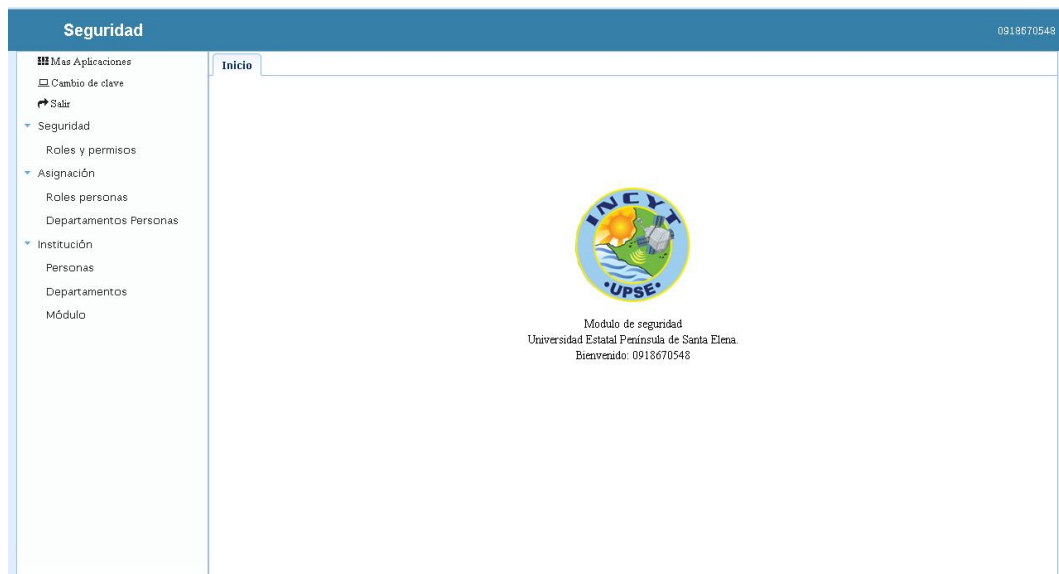 Seguridad
0918670548
Mas Aplicaciones
Cambio de clave
Salir
Seguridad
Roles y permisos
Asignación
Roles personas
Departamentos Personas
Institución
Personas
Departamentos
Módulo
Inicio
INCYT
•UPSE•
Modulo de seguridad
Universidad Estatal Península de Santa Elena.
Bienvenido: 0918670548